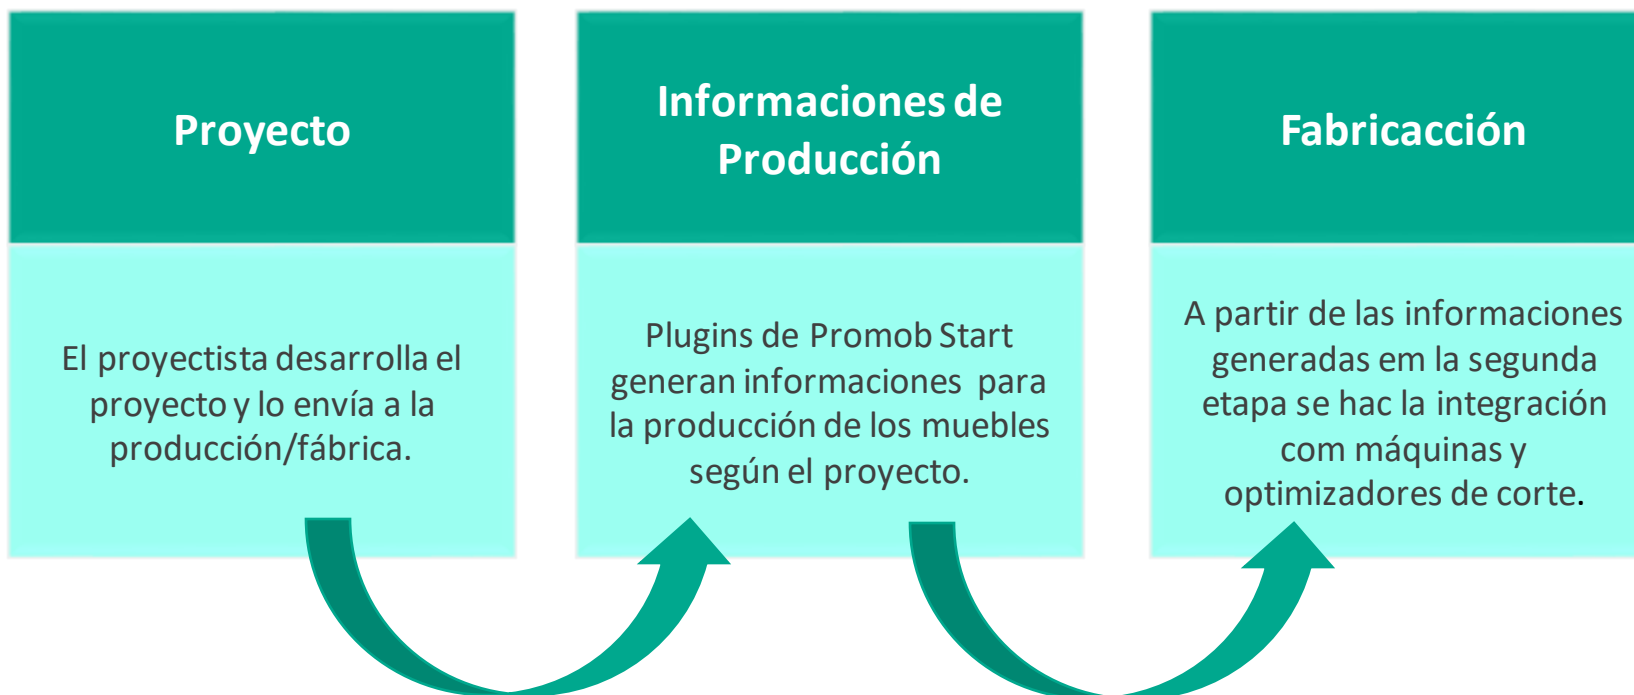 Proyecto
El proyectista desarrolla el
proyecto y lo envía a la
producción/fábrica.
Informaciones de
Producción
Plugins de Promob Start
generan informaciones para
la producción de los muebles
según el proyecto.
Fabricacción
A partir de las informaciones
generadas em la segunda
etapa se hac la integración
com máquinas y
optimizadores de corte.